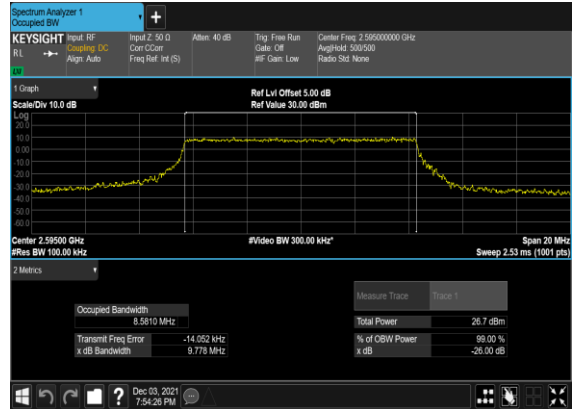 Spectrum Analyzer 1
Occupied BW
+
KEYSIGHT Input: RF Input Z: 50 Ω Atten: 40 dB Trig: Free Run Center Freq: 2.595000000 GHz
RL Coupling: DC Corr CCorr Gate: Off Avg|Hold: 500/500
Align: Auto Freq Ref: Int (S) #IF Gain: Low Radio Std: None
1 Graph Ref Lvl Offset 5.00 dB
Scale/Div 10.0 dB Ref Value 30.00 dBm
Log
20.0
10.0
0.00
-10.0
-20.0
-30.0
-40.0
-50.0
-60.0
Center 2.59500 GHz #Video BW 300.00 kHz* Span 20 MHz
#Res BW 100.00 kHz Sweep 2.53 ms (1001 pts)
2 Metrics
Measure Trace Trace 1
Occupied Bandwidth
8.5810 MHz Total Power 26.7 dBm
Transmit Freq Error -14.052 kHz % of OBW Power 99.00 %
x dB Bandwidth 9.778 MHz x dB -26.00 dB
? Dec 03, 2021
7:54:26 PM